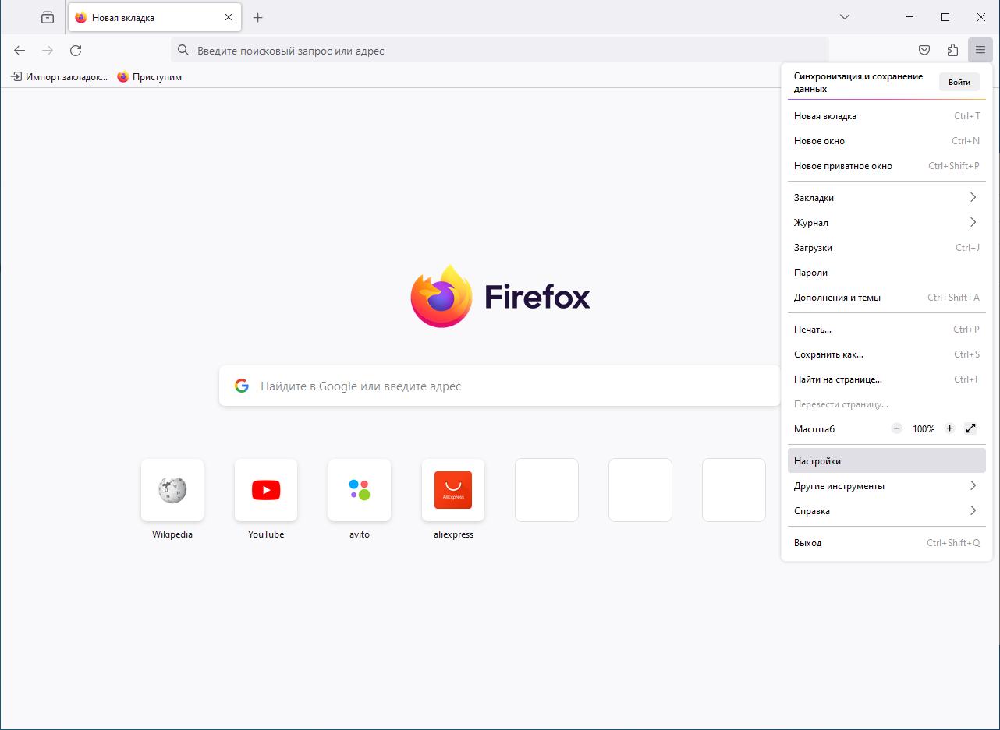 Новая вкладка
Введите поисковый запрос или адрес
Импорт закладок...
Приступим
Синхронизация и сохранение
данных
Войти
Новая вкладка Ctrl+T
Новое окно Ctrl+N
Новое приватное окно Ctrl+Shift+P
Закладки
Журнал
Загрузки Ctrl+J
Пароли
Дополнения и темы Ctrl+Shift+A
Печать... Ctrl+P
Сохранить как... Ctrl+S
Найти на странице... Ctrl+F
Перевести страницу...
Масштаб 100%
Настройки
Другие инструменты
Справка
Выход Ctrl+Shift+Q
Firefox
Найдите в Google или введите адрес
AliExpress
Wikipedia
YouTube
avito
aliexpress